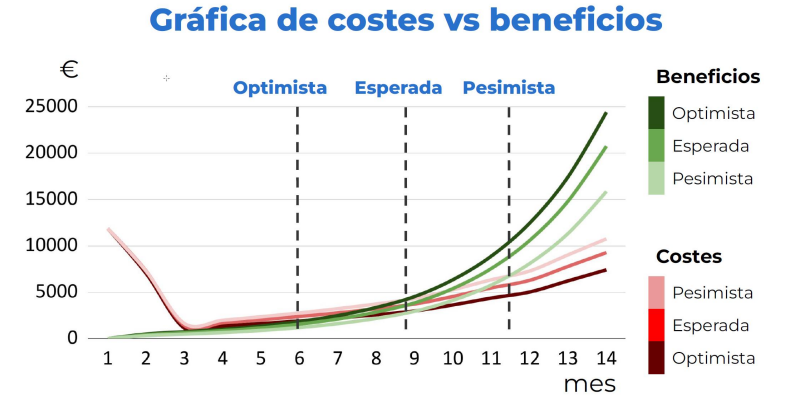 Gráfica de costes vs beneficios
€
Optimista Esperada Pesimista
25000
20000
15000
10000
5000
0
1 2 3 4 5 6 7 8 9 10 11 12 13 14
mes
Beneficios
Optimista
Esperada
Pesimista
Costes
Pesimista
Esperada
Optimista